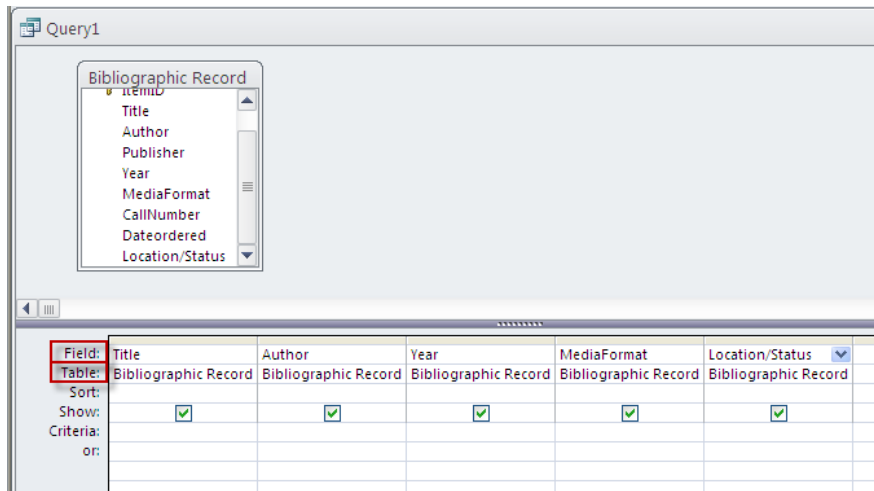 Query1
Bibliographic Record
ItemID
Title
Author
Publisher
Year
MediaFormat
CallNumber
Dateordered
Location/Status
Field: Title Author Year MediaFormat Location/Status
Table: Bibliographic Record Bibliographic Record Bibliographic Record Bibliographic Record Bibliographic Record
Sort:
Show:
Criteria:
or: